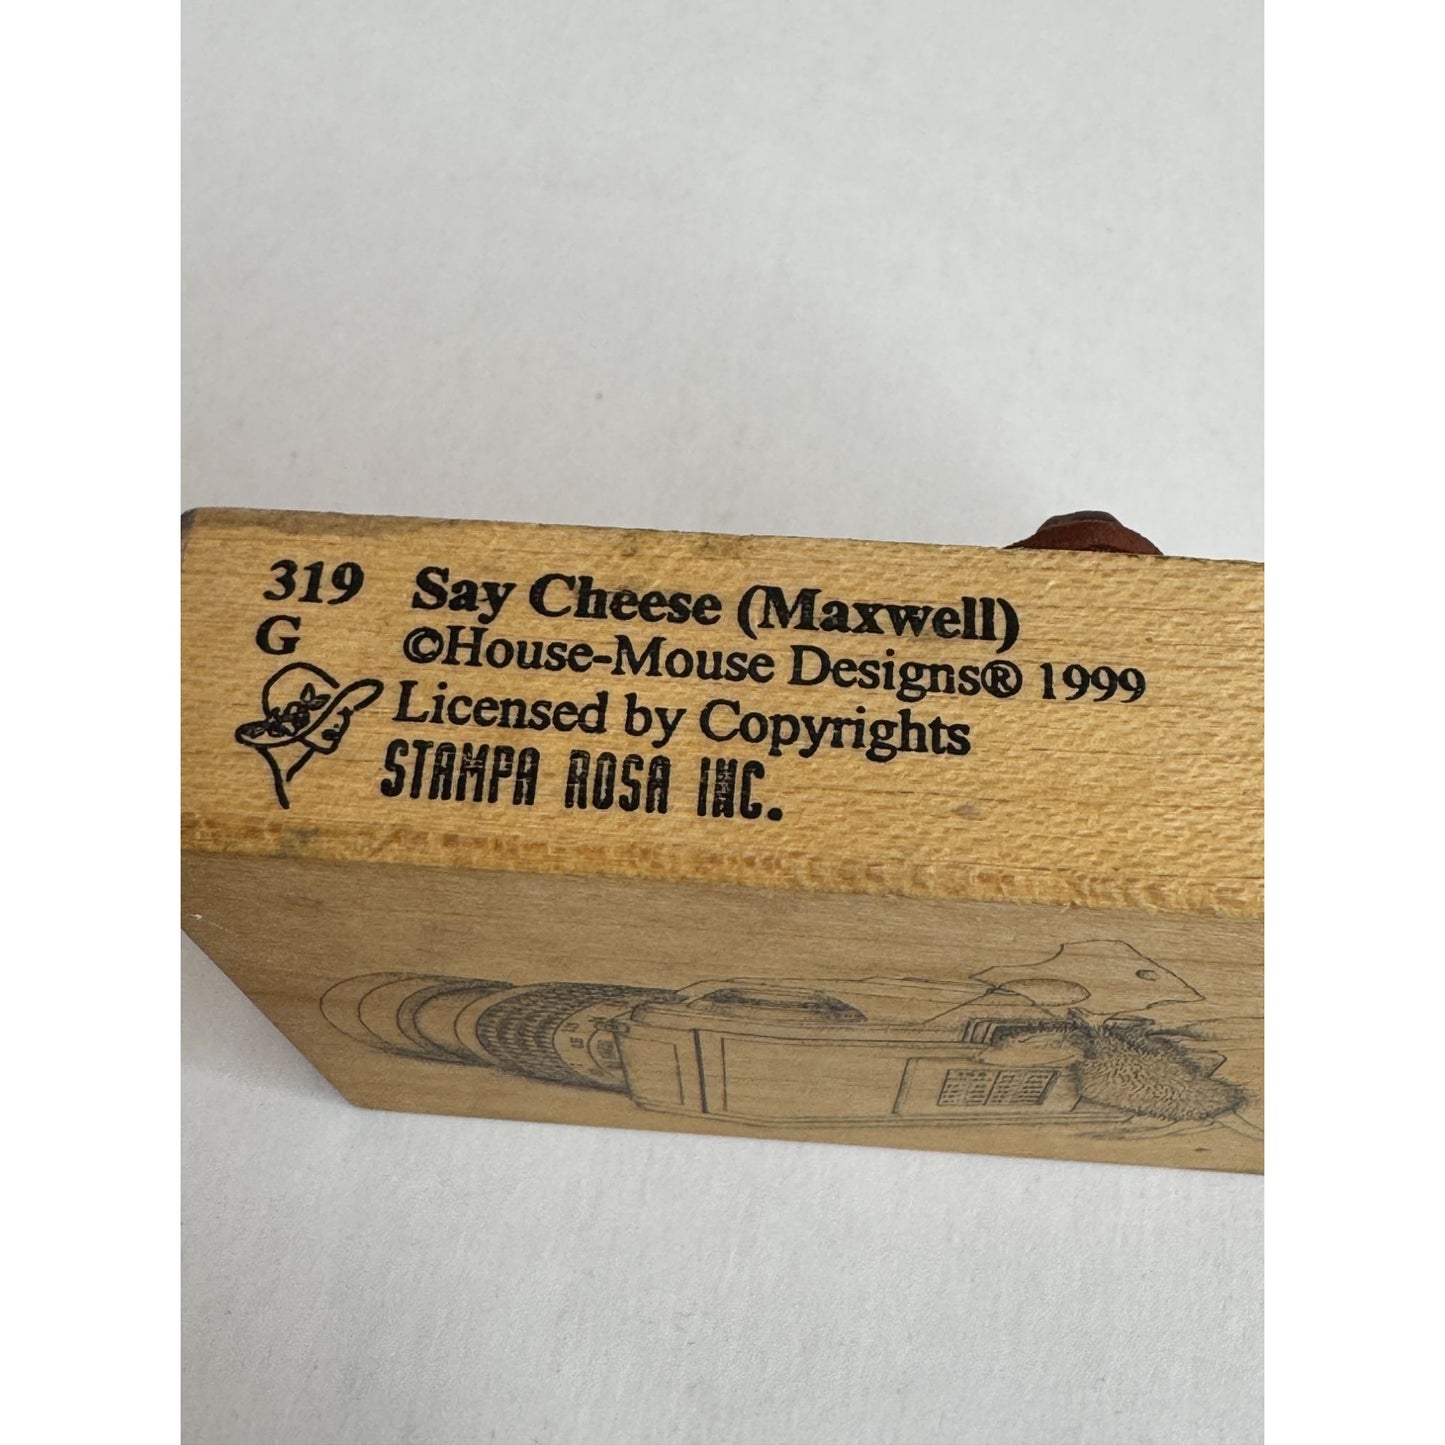 319 Say Cheese (Maxwell)
G ©House-Mouse Designs® 1999
Licensed by Copyrights
STAMPA ROSA INC.